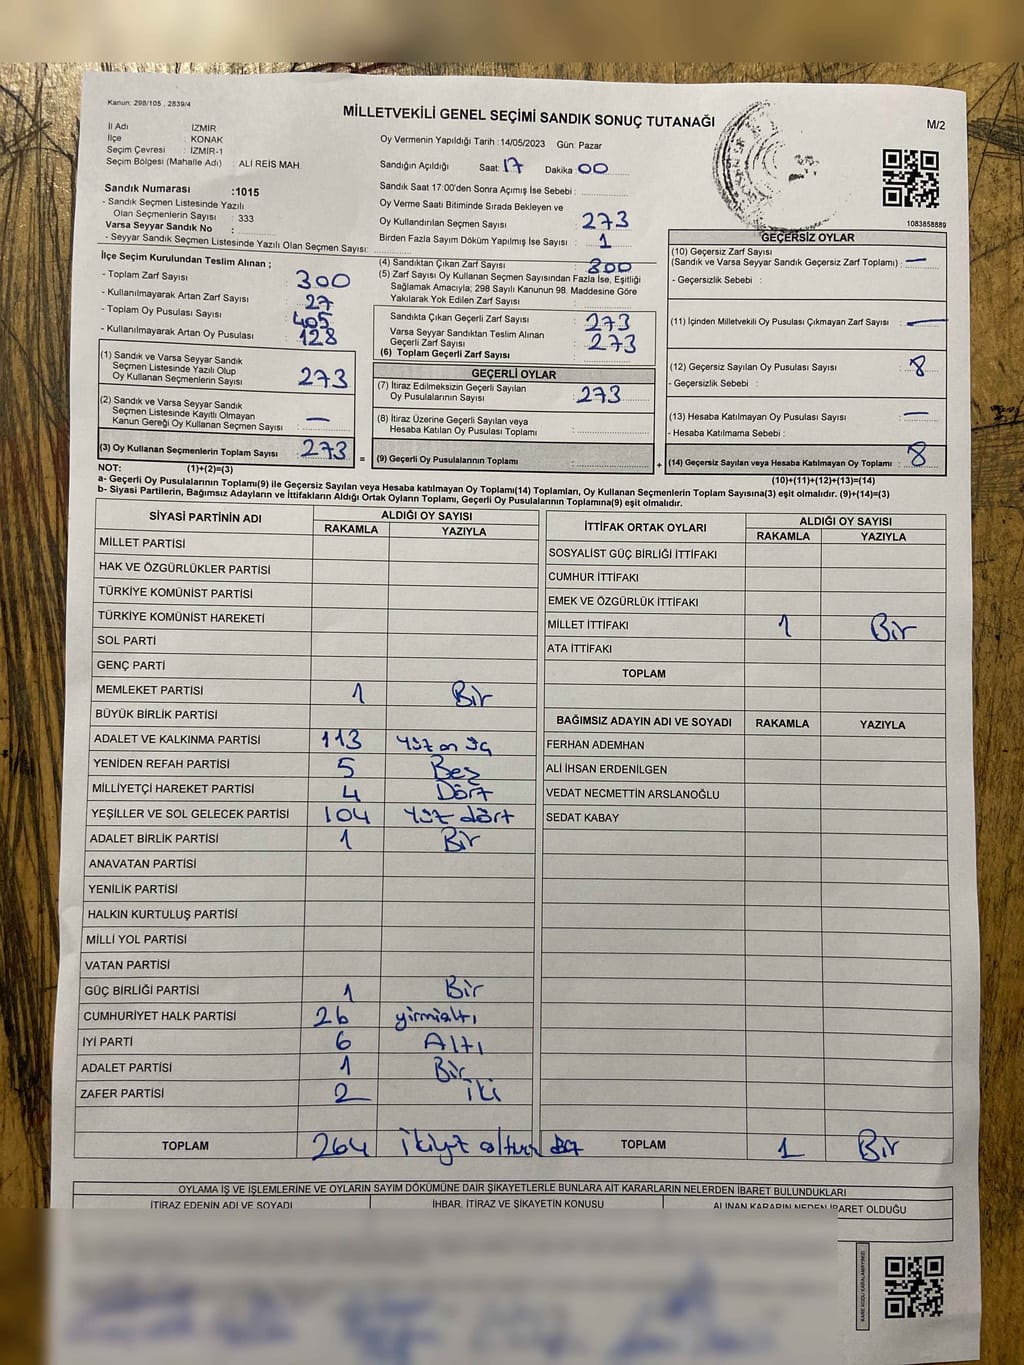 Kanun: 298/105 , 2839/4
MİLLETVEKİLİ GENEL SEÇİMİ SANDIK SONUÇ TUTANAĞI
M/2
İl Adı : İZMİR
İlçe : KONAK
Seçim Çevresi : İZMİR-1
Seçim Bölgesi (Mahalle Adı) : ALİ REİS MAH.
Oy Vermenin Yapıldığı Tarih : 14/05/2023 Gün: Pazar
Sandığın Açıldığı Saat: 17 Dakika 00
Sandık Saat 17:00'den Sonra Açımış İse Sebebi :
Oy Verme Saati Bitiminde Sırada Bekleyen ve
Oy Kullandırılan Seçmen Sayısı : 273
Birden Fazla Sayım Döküm Yapılmış İse Sayısı : 1
Sandık Numarası :1015
- Sandık Seçmen Listesinde Yazılı
Olan Seçmenlerin Sayısı : 333
Varsa Seyyar Sandık No :
- Seyyar Sandık Seçmen Listesinde Yazılı Olan Seçmen Sayısı:
1083858889
İlçe Seçim Kurulundan Teslim Alınan ;
- Toplam Zarf Sayısı : 300
- Kullanılmayarak Artan Zarf Sayısı : 27
- Toplam Oy Pusulası Sayısı : 405
- Kullanılmayarak Artan Oy Pusulası : 128
(1) Sandık ve Varsa Seyyar Sandık
Seçmen Listesinde Yazılı Olup
Oy Kullanan Seçmenlerin Sayısı : 273
(2) Sandık ve Varsa Seyyar Sandık
Seçmen Listesinde Kayıtlı Olmayan
Kanun Gereği Oy Kullanan Seçmen Sayısı : —
(3) Oy Kullanan Seçmenlerin Toplam Sayısı : 273
(4) Sandıktan Çıkan Zarf Sayısı : 300
(5) Zarf Sayısı Oy Kullanan Seçmen Sayısından Fazla İse, Eşitliği
Sağlamak Amacıyla; 298 Sayılı Kanunun 98. Maddesine Göre
Yakılarak Yok Edilen Zarf Sayısı :
Sandıkta Çıkan Geçerli Zarf Sayısı : 273
Varsa Seyyar Sandıktan Teslim Alınan
Geçerli Zarf Sayısı : 273
(6) Toplam Geçerli Zarf Sayısı :
GEÇERLİ OYLAR
(7) İtiraz Edilmeksizin Geçerli Sayılan
Oy Pusulalarının Sayısı : 273
(8) İtiraz Üzerine Geçerli Sayılan veya
Hesaba Katılan Oy Pusulası Toplamı :
= (9) Geçerli Oy Pusulalarının Toplamı : +
GEÇERSİZ OYLAR
(10) Geçersiz Zarf Sayısı
(Sandık ve Varsa Seyyar Sandık Geçersiz Zarf Toplamı) : —
- Geçersizlik Sebebi :
(11) İçinden Milletvekili Oy Pusulası Çıkmayan Zarf Sayısı : —
(12) Geçersiz Sayılan Oy Pusulası Sayısı : 8
- Geçersizlik Sebebi :
(13) Hesaba Katılmayan Oy Pusulası Sayısı : —
- Hesaba Katılmama Sebebi :
(14) Geçersiz Sayılan veya Hesaba Katılmayan Oy Toplamı : 8
NOT: (1)+(2)=(3)
(10)+(11)+(12)+(13)=(14)
a- Geçerli Oy Pusulalarının Toplamı(9) ile Geçersiz Sayılan veya Hesaba katılmayan Oy Toplamı(14) Toplamları, Oy Kullanan Seçmenlerin Toplam Sayısına(3) eşit olmalıdır. (9)+(14)=(3)
b- Siyasi Partilerin, Bağımsız Adayların ve İttifakların Aldığı Ortak Oyların Toplamı, Geçerli Oy Pusulalarının Toplamına(9) eşit olmalıdır.
SİYASİ PARTİNİN ADI ALDIĞI OY SAYISI
RAKAMLA YAZIYLA
MİLLET PARTİSİ
HAK VE ÖZGÜRLÜKLER PARTİSİ
TÜRKİYE KOMÜNİST PARTİSİ
TÜRKİYE KOMÜNİST HAREKETİ
SOL PARTİ
GENÇ PARTİ
MEMLEKET PARTİSİ 1 Bir
BÜYÜK BİRLİK PARTİSİ
ADALET VE KALKINMA PARTİSİ 113 Yüz on üç
YENİDEN REFAH PARTİSİ 5 Beş
MİLLİYETÇİ HAREKET PARTİSİ 4 Dört
YEŞİLLER VE SOL GELECEK PARTİSİ 104 Yüz dört
ADALET BİRLİK PARTİSİ 1 Bir
ANAVATAN PARTİSİ
YENİLİK PARTİSİ
HALKIN KURTULUŞ PARTİSİ
MİLLİ YOL PARTİSİ
VATAN PARTİSİ
GÜÇ BİRLİĞİ PARTİSİ 1 Bir
CUMHURİYET HALK PARTİSİ 26 yirmialtı
İYİ PARTİ 6 Altı
ADALET PARTİSİ 1 Bir
ZAFER PARTİSİ 2 İki
TOPLAM 264
İTTİFAK ORTAK OYLARI ALDIĞI OY SAYISI
RAKAMLA YAZIYLA
SOSYALİST GÜÇ BİRLİĞİ İTTİFAKI
CUMHUR İTTİFAKI
EMEK VE ÖZGÜRLÜK İTTİFAKI
MİLLET İTTİFAKI 1 Bir
ATA İTTİFAKI
TOPLAM
BAĞIMSIZ ADAYIN ADI VE SOYADI RAKAMLA YAZIYLA
FERHAN ADEMHAN
ALİ İHSAN ERDENİLGEN
VEDAT NECMETTİN ARSLANOĞLU
SEDAT KABAY
TOPLAM 1 Bir
OYLAMA İŞ VE İŞLEMLERİNE VE OYLARIN SAYIM DÖKÜMÜNE DAİR ŞİKAYETLERLE BUNLARA AİT KARARLARIN NELERDEN İBARET BULUNDUKLARI
İTİRAZ EDENİN ADI VE SOYADI İHBAR, İTİRAZ VE ŞİKAYETİN KONUSU ALINAN KARARIN NEDEN İBARET OLDUĞU